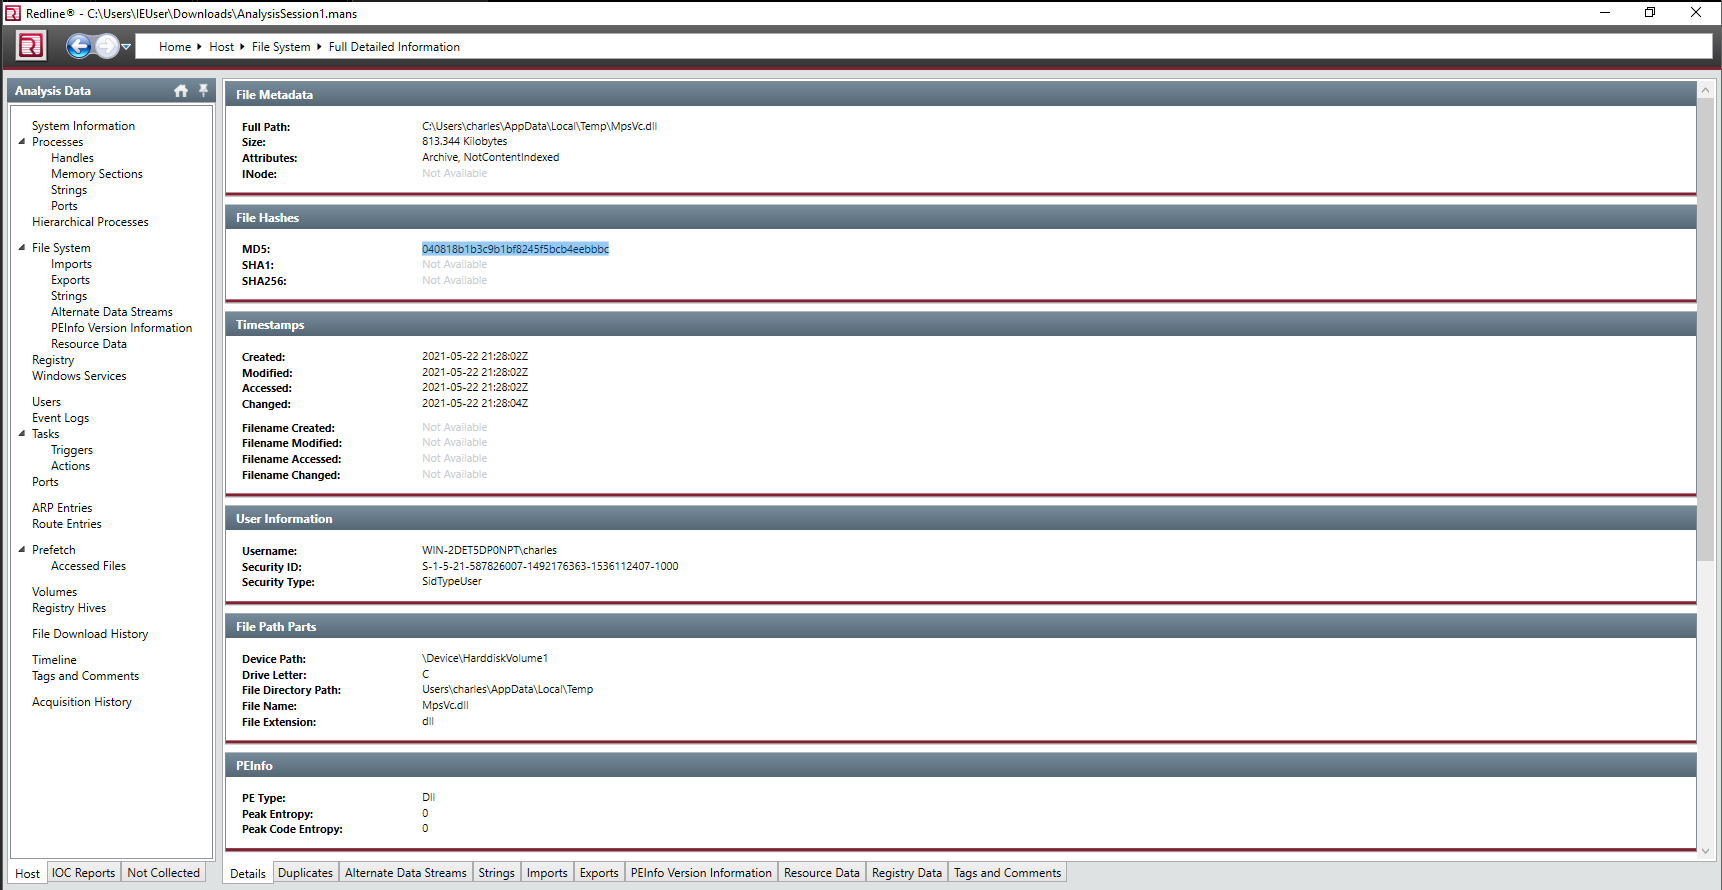 Redline® - C:\Users\IEUser\Downloads\AnalysisSession1.mans
Home Host File System Full Detailed Information
Analysis Data
System Information
Processes
Handles
Memory Sections
Strings
Ports
Hierarchical Processes
File System
Imports
Exports
Strings
Alternate Data Streams
PEInfo Version Information
Resource Data
Registry
Windows Services
Users
Event Logs
Tasks
Triggers
Actions
Ports
ARP Entries
Route Entries
Prefetch
Accessed Files
Volumes
Registry Hives
File Download History
Timeline
Tags and Comments
Acquisition History
Host IOC Reports Not Collected
File Metadata
Full Path: C:\Users\charles\AppData\Local\Temp\MpsVc.dll
Size: 813.344 Kilobytes
Attributes: Archive, NotContentIndexed
INode: Not Available
File Hashes
MD5: 040818b1b3c9b1bf8245f5bcb4eebbbc
SHA1: Not Available
SHA256: Not Available
Timestamps
Created: 2021-05-22 21:28:02Z
Modified: 2021-05-22 21:28:02Z
Accessed: 2021-05-22 21:28:02Z
Changed: 2021-05-22 21:28:04Z
Filename Created: Not Available
Filename Modified: Not Available
Filename Accessed: Not Available
Filename Changed: Not Available
User Information
Username: WIN-2DET5DP0NPT\charles
Security ID: S-1-5-21-587826007-1492176363-1536112407-1000
Security Type: SidTypeUser
File Path Parts
Device Path: \Device\HarddiskVolume1
Drive Letter: C
File Directory Path: Users\charles\AppData\Local\Temp
File Name: MpsVc.dll
File Extension: dll
PEInfo
PE Type: Dll
Peak Entropy: 0
Peak Code Entropy: 0
Details Duplicates Alternate Data Streams Strings Imports Exports PEInfo Version Information Resource Data Registry Data Tags and Comments